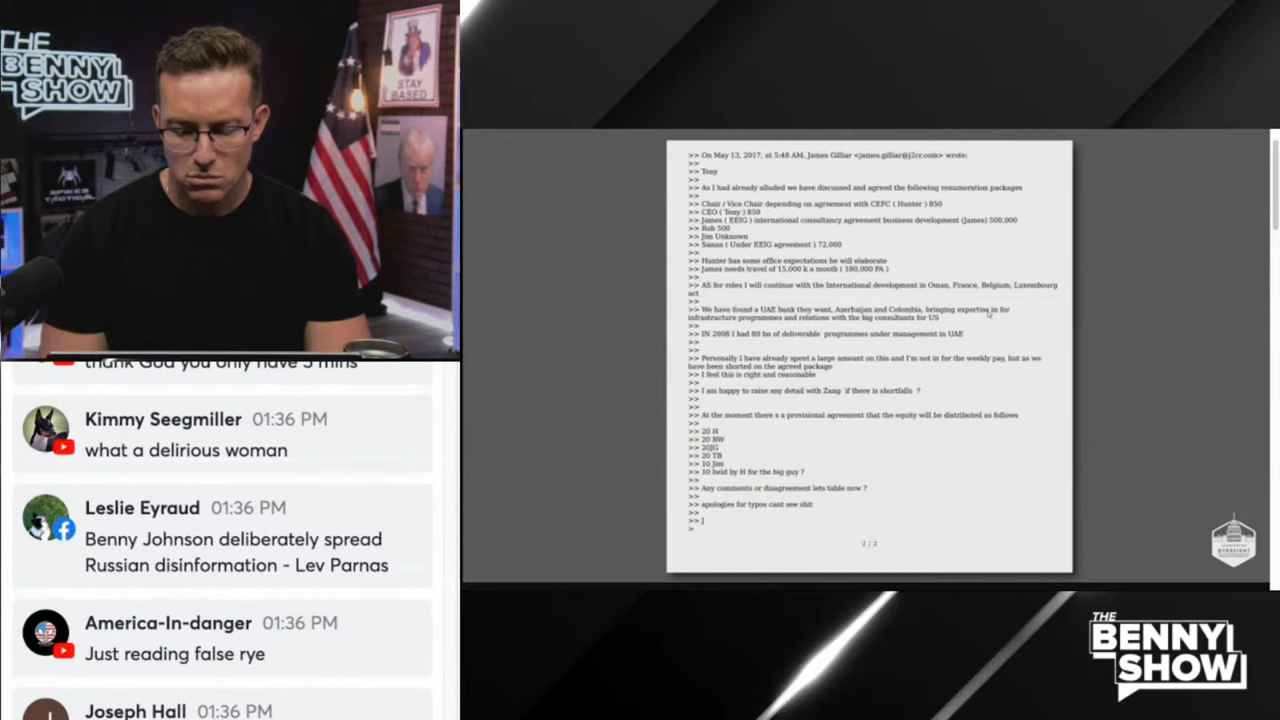 THE
BENNY
SHOW
STAY
BASED
SPIKES
TACTICAL
thank God you only have 5 mins
Kimmy Seegmiller 01:36 PM
what a delirious woman
Leslie Eyraud 01:36 PM
Benny Johnson deliberately spread
Russian disinformation - Lev Parnas
America-In-danger 01:36 PM
Just reading false rye
Joseph Hall 01:36 PM
>> On May 13, 2017, at 5:48 AM, James Gilliar <james.gilliar@j2cr.com> wrote:
>>
>> Tony
>>
>> As I had already alluded we have discussed and agreed the following renumeration packages
>>
>> Chair / Vice Chair depending on agreement with CEFC ( Hunter ) 850
>> CEO ( Tony ) 850
>> James ( EEIG ) international consultancy agreement business development (James) 500,000
>> Rob 500
>> Jim Unknown
>> Sanan ( Under EEIG agreement ) 72,000
>>
>> Hunter has some office expectations he will elaborate
>> James needs travel of 15,000 k a month ( 180,000 PA )
>>
>> AS for roles I will continue with the International development in Oman, France, Belgium, Luxembourg
act
>>
>> We have found a UAE bank they want, Azerbaijan and Colombia, bringing expertise in for
infrastructure programmes and relations with the big consultants for US
>>
>> IN 2008 I had 80 bn of deliverable programmes under management in UAE
>>
>>
>> Personally I have already spent a large amount on this and I'm not in for the weekly pay, but as we
have been shorted on the agreed package
>> I feel this is right and reasonable
>>
>> I am happy to raise any detail with Zang if there is shortfalls ?
>>
>>
>> At the moment there s a provisional agreement that the equity will be distributed as follows
>>
>> 20 H
>> 20 RW
>> 20JG
>> 20 TB
>> 10 Jim
>> 10 held by H for the big guy ?
>>
>> Any comments or disagreement lets table now ?
>>
>> apologies for typos cant see shit
>>
>> J
>
2 / 2
OVERSIGHT
THE
BENNY
SHOW